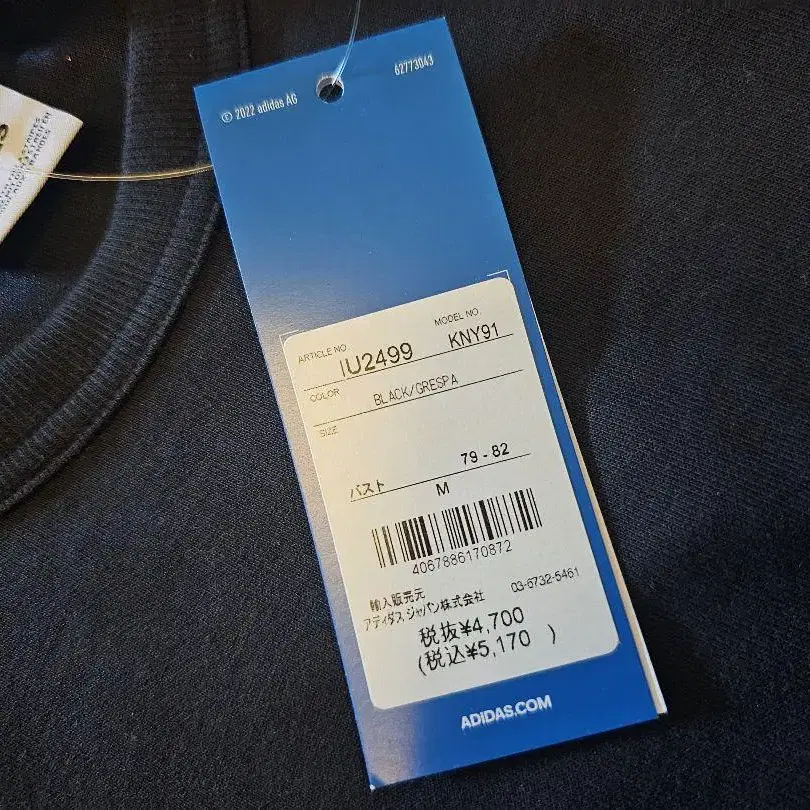 © 2022 adidas AG
62773043
ARTICLE NO.
MODEL NO.
IU2499
KNY91
COLOR
BLACK/GRESPA
SIZE
79 - 82
バスト
M
4067886170872
輸入販売元
アディダス ジャパン株式会社
03-6732-5461
税抜¥4,700
(税込¥5,170 )
ADIDAS.COM